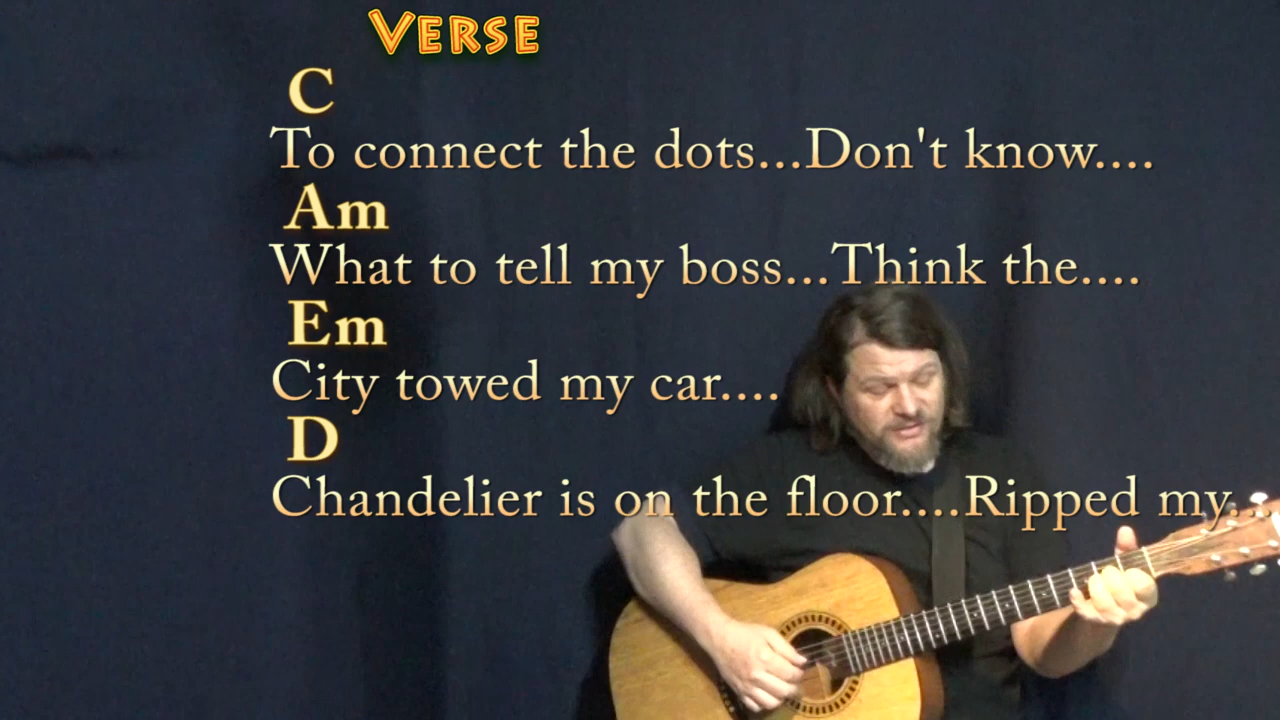 VERSE
C
To connect the dots...Don't know....
Am
What to tell my boss...Think the....
Em
City towed my car....
D
Chandelier is on the floor....Ripped my...